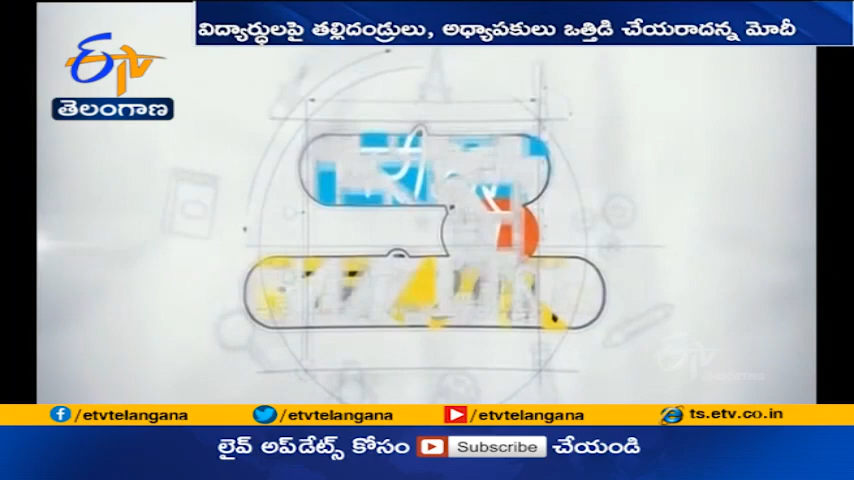 విద్యార్థులపై తల్లిదండ్రులు, అధ్యాపకులు ఒత్తిడి చేయరాదన్న మోదీ
ETV
తెలంగాణ
/etvtelangana
/etvtelangana
/etvtelangana
ts.etv.co.in
లైవ్ అప్‌డేట్స్ కోసం Subscribe చేయండి